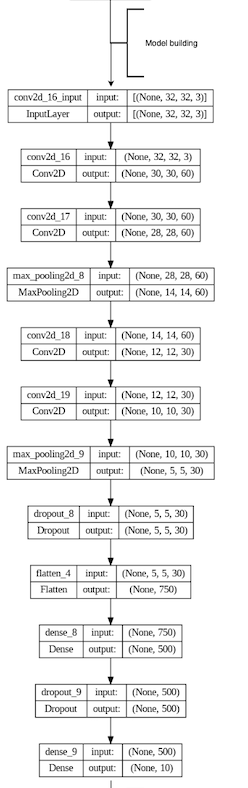 Model building
conv2d_16_input input: [(None, 32, 32, 3)]
InputLayer output: [(None, 32, 32, 3)]
conv2d_16 input: (None, 32, 32, 3)
Conv2D output: (None, 30, 30, 60)
conv2d_17 input: (None, 30, 30, 60)
Conv2D output: (None, 28, 28, 60)
max_pooling2d_8 input: (None, 28, 28, 60)
MaxPooling2D output: (None, 14, 14, 60)
conv2d_18 input: (None, 14, 14, 60)
Conv2D output: (None, 12, 12, 30)
conv2d_19 input: (None, 12, 12, 30)
Conv2D output: (None, 10, 10, 30)
max_pooling2d_9 input: (None, 10, 10, 30)
MaxPooling2D output: (None, 5, 5, 30)
dropout_8 input: (None, 5, 5, 30)
Dropout output: (None, 5, 5, 30)
flatten_4 input: (None, 5, 5, 30)
Flatten output: (None, 750)
dense_8 input: (None, 750)
Dense output: (None, 500)
dropout_9 input: (None, 500)
Dropout output: (None, 500)
dense_9 input: (None, 500)
Dense output: (None, 10)